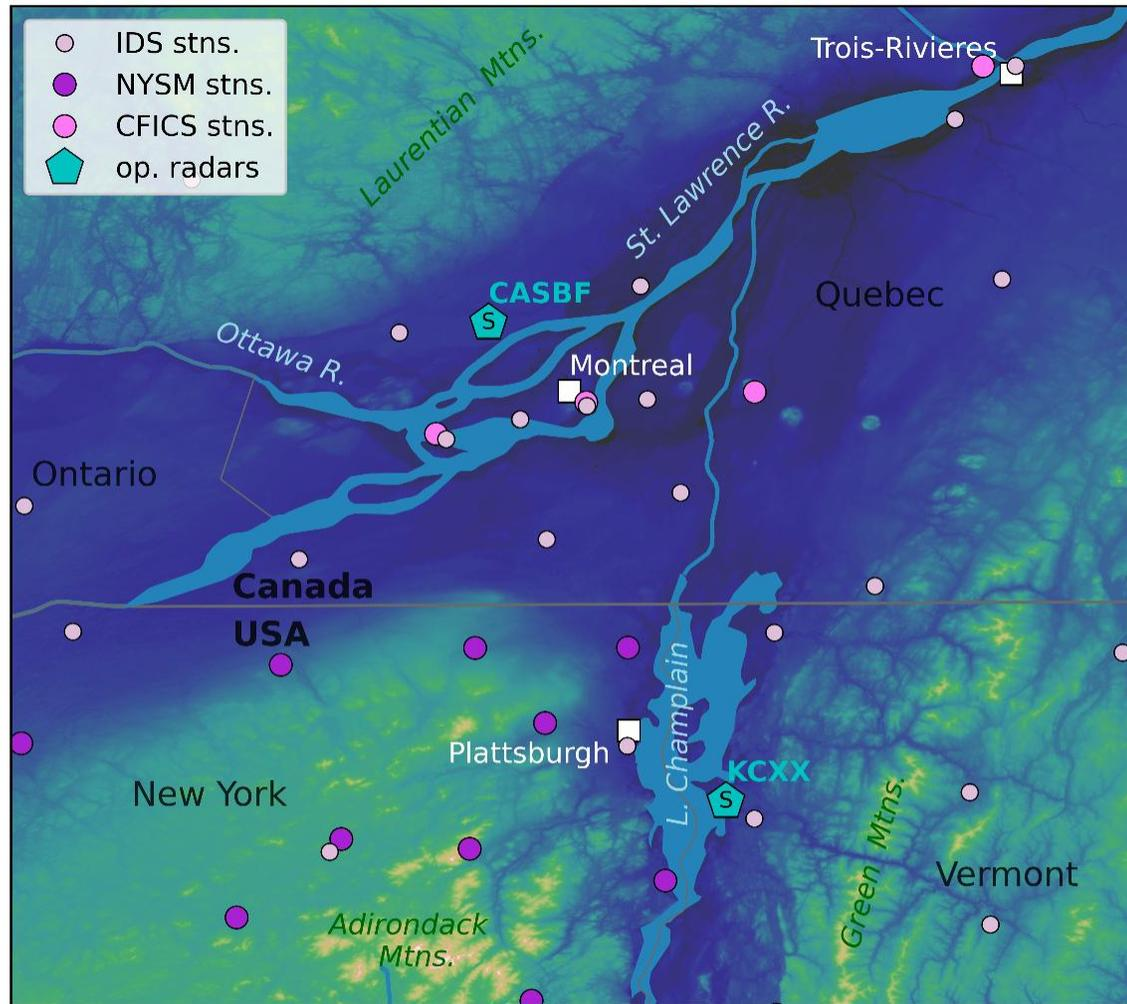 IDS stns.
NYSM stns.
CFICS stns.
op. radars
Laurentian Mtns.
Trois-Rivieres
St. Lawrence R.
CASBF
S
Quebec
Ottawa R.
Montreal
Ontario
Canada
USA
L. Champlain
Plattsburgh
KCXX
S
New York
Green Mtns.
Vermont
Adirondack
Mtns.